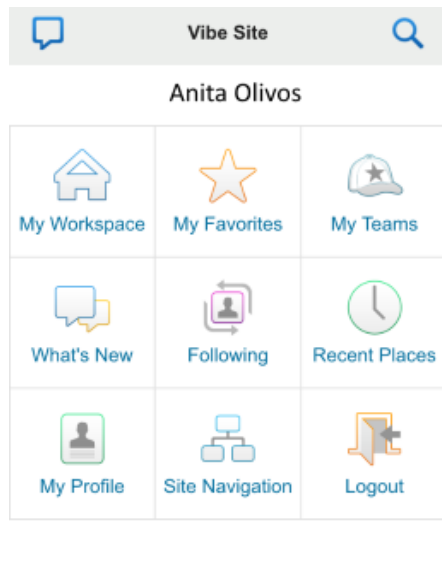 Vibe Site
Anita Olivos
My Workspace
My Favorites
My Teams
What's New
Following
Recent Places
My Profile
Site Navigation
Logout